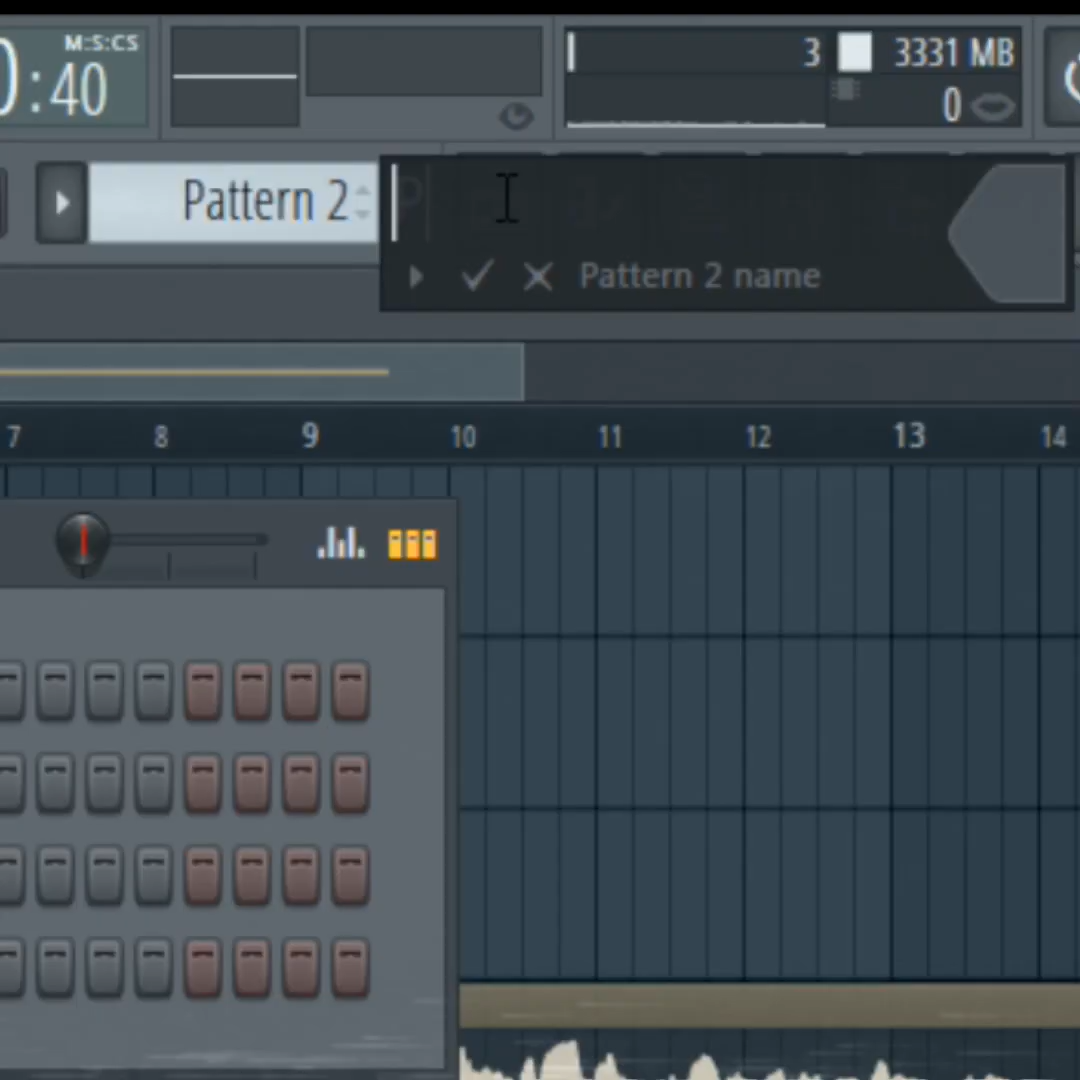 M:S:CS
0:40
3
3331 MB
0
Pattern 2
Pattern 2 name
7 8 9 10 11 12 13 14